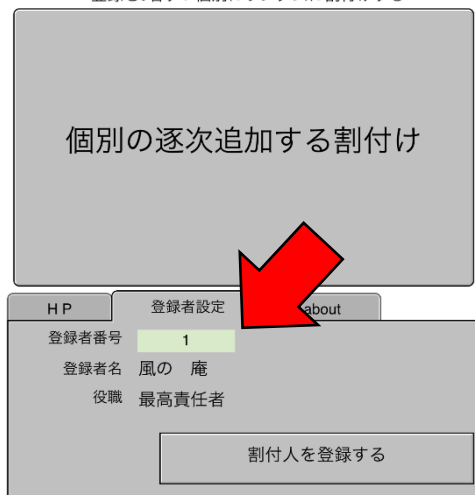 個別の逐次追加する割付け
HP 登録者設定 about
登録者番号 1
登録者名 風の　庵
役職 最高責任者
割付人を登録する